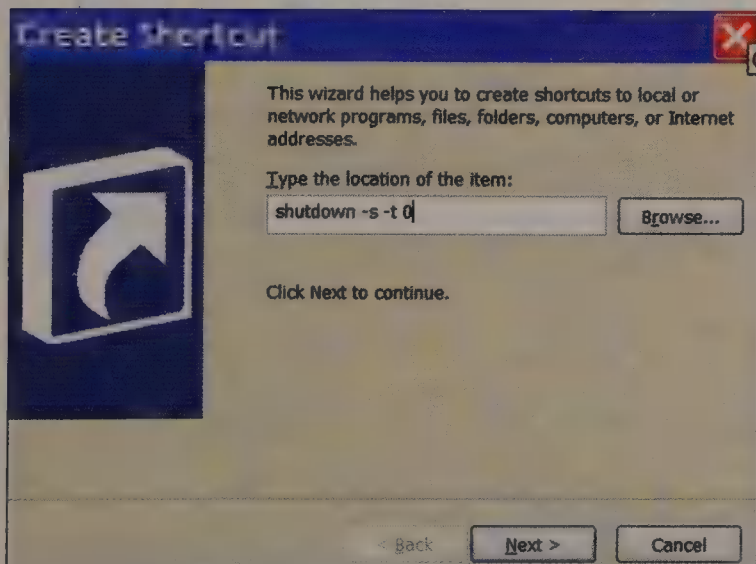 Create Shortcut
This wizard helps you to create shortcuts to local or
network programs, files, folders, computers, or Internet
addresses.
Type the location of the item:
shutdown -s -t 0
Browse...
Click Next to continue.
< Back
Next >
Cancel